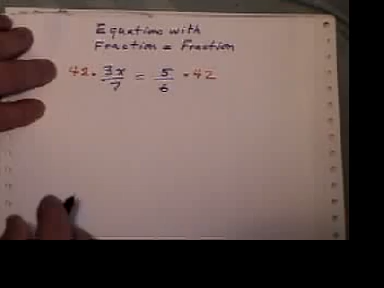 Equations with
Fraction = Fraction
42 • 3x/7 = 5/6 • 42